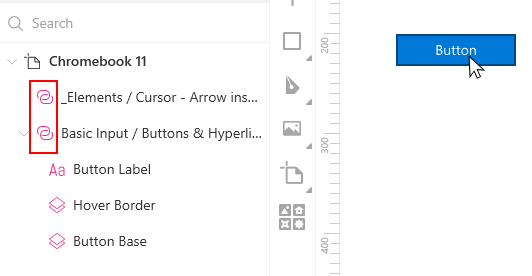 Search
Chromebook 11
_Elements / Cursor - Arrow ins...
Basic Input / Buttons & Hyperli...
Aa Button Label
Hover Border
Button Base
200
300
400
Button